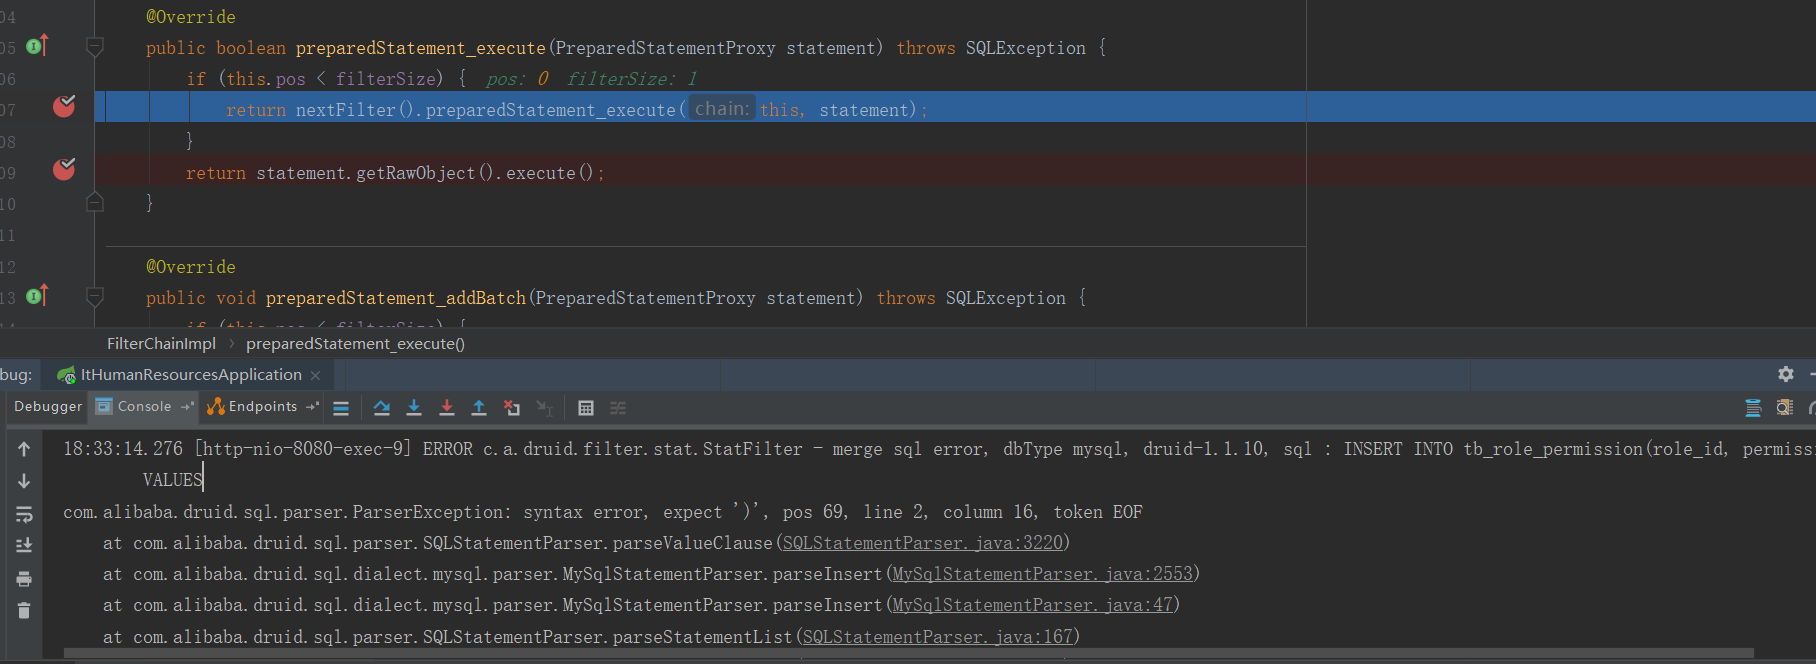 04 @Override
05 public boolean preparedStatement_execute(PreparedStatementProxy statement) throws SQLException {
06 if (this.pos < filterSize) { pos: 0 filterSize: 1
07 return nextFilter().preparedStatement_execute( chain: this, statement);
08 }
09 return statement.getRawObject().execute();
10 }
11
12 @Override
13 public void preparedStatement_addBatch(PreparedStatementProxy statement) throws SQLException {
if (this.pos < filterSize) {
FilterChainImpl > preparedStatement_execute()
bug: ItHumanResourcesApplication ×
Debugger Console Endpoints
18:33:14.276 [http-nio-8080-exec-9] ERROR c.a.druid.filter.stat.StatFilter - merge sql error, dbType mysql, druid-1.1.10, sql : INSERT INTO tb_role_permission(role_id, permissi
VALUES
com.alibaba.druid.sql.parser.ParserException: syntax error, expect ')', pos 69, line 2, column 16, token EOF
at com.alibaba.druid.sql.parser.SQLStatementParser.parseValueClause(SQLStatementParser.java:3220)
at com.alibaba.druid.sql.dialect.mysql.parser.MySqlStatementParser.parseInsert(MySqlStatementParser.java:2553)
at com.alibaba.druid.sql.dialect.mysql.parser.MySqlStatementParser.parseInsert(MySqlStatementParser.java:47)
at com.alibaba.druid.sql.parser.SQLStatementParser.parseStatementList(SQLStatementParser.java:167)